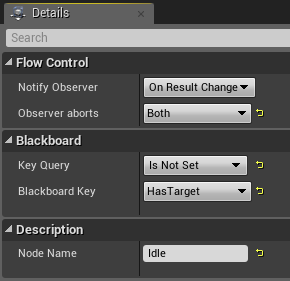 Details
Search
Flow Control
Notify Observer On Result Change
Observer aborts Both
Blackboard
Key Query Is Not Set
Blackboard Key HasTarget
Description
Node Name Idle